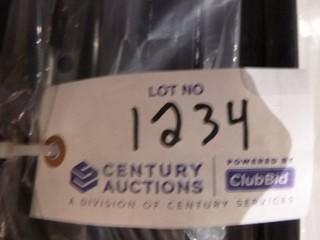 LOT NO
1234
CENTURY AUCTIONS
POWERED BY
ClubBid
A DIVISION OF CENTURY SERVICES